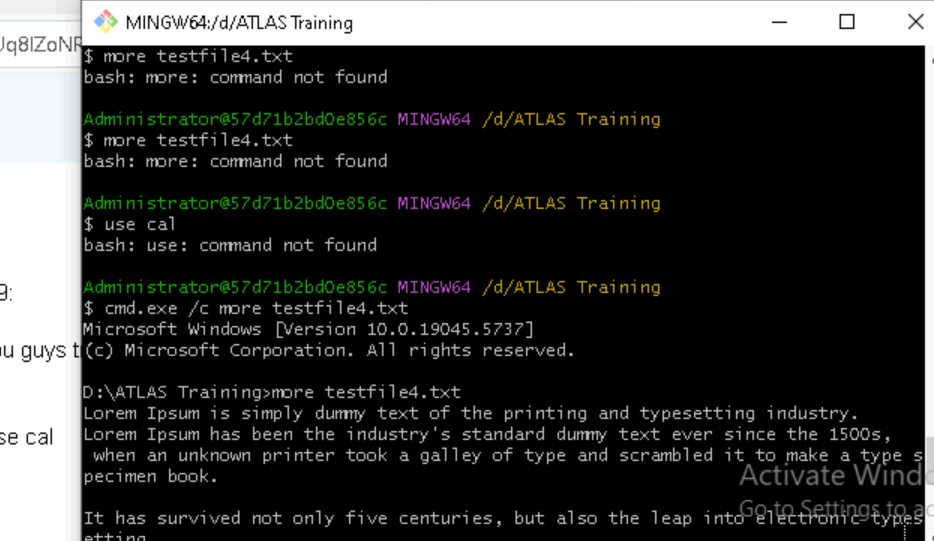 MINGW64:/d/ATLAS Training
$ more testfile4.txt
bash: more: command not found
Administrator@57d71b2bd0e856c MINGW64 /d/ATLAS Training
$ more testfile4.txt
bash: more: command not found
Administrator@57d71b2bd0e856c MINGW64 /d/ATLAS Training
$ use cal
bash: use: command not found
Administrator@57d71b2bd0e856c MINGW64 /d/ATLAS Training
$ cmd.exe /c more testfile4.txt
Microsoft Windows [Version 10.0.19045.5737]
(c) Microsoft Corporation. All rights reserved.
D:\ATLAS Training>more testfile4.txt
Lorem Ipsum is simply dummy text of the printing and typesetting industry.
Lorem Ipsum has been the industry's standard dummy text ever since the 1500s,
when an unknown printer took a galley of type and scrambled it to make a type s
pecimen book.
It has survived not only five centuries, but also the leap into electronic types
etting
9:
ou guys t
se cal
Activate Windo
Go to Settings to ac